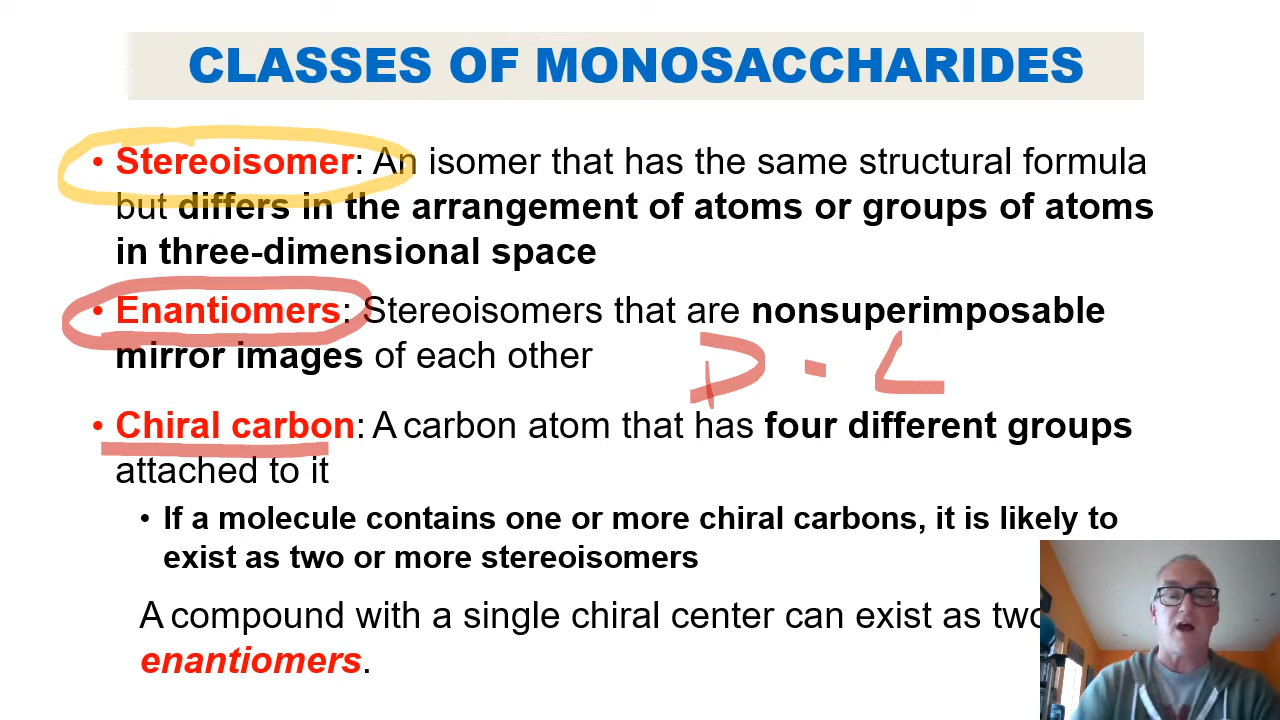 CLASSES OF MONOSACCHARIDES
• Stereoisomer: An isomer that has the same structural formula
but differs in the arrangement of atoms or groups of atoms
in three-dimensional space
• Enantiomers: Stereoisomers that are nonsuperimposable
mirror images of each other
D - L
• Chiral carbon: A carbon atom that has four different groups
attached to it
• If a molecule contains one or more chiral carbons, it is likely to
exist as two or more stereoisomers
A compound with a single chiral center can exist as two
enantiomers.